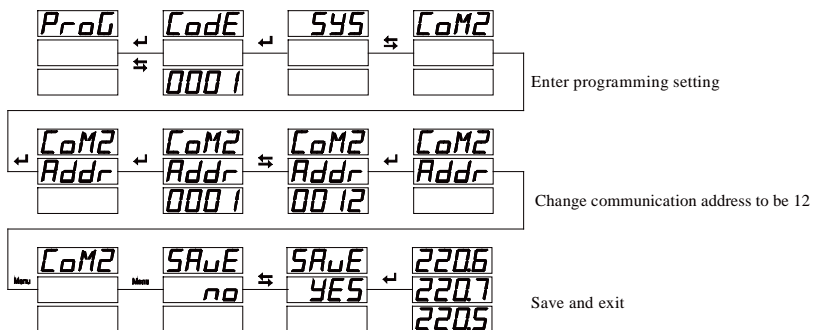 ProG CodE SYS CoM2
0001
Enter programming setting
CoM2 CoM2 CoM2 CoM2
Addr Addr Addr Addr
0001 0012
Change communication address to be 12
CoM2 SAvE SAvE 220.6
Menu Menu no YES 220.7
220.5
Save and exit